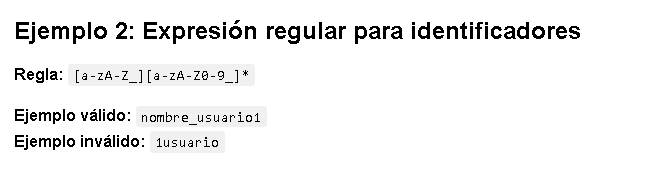 Ejemplo 2: Expresión regular para identificadores
Regla: [a-zA-Z_][a-zA-Z0-9_]*
Ejemplo válido: nombre_usuario1
Ejemplo inválido: 1usuario